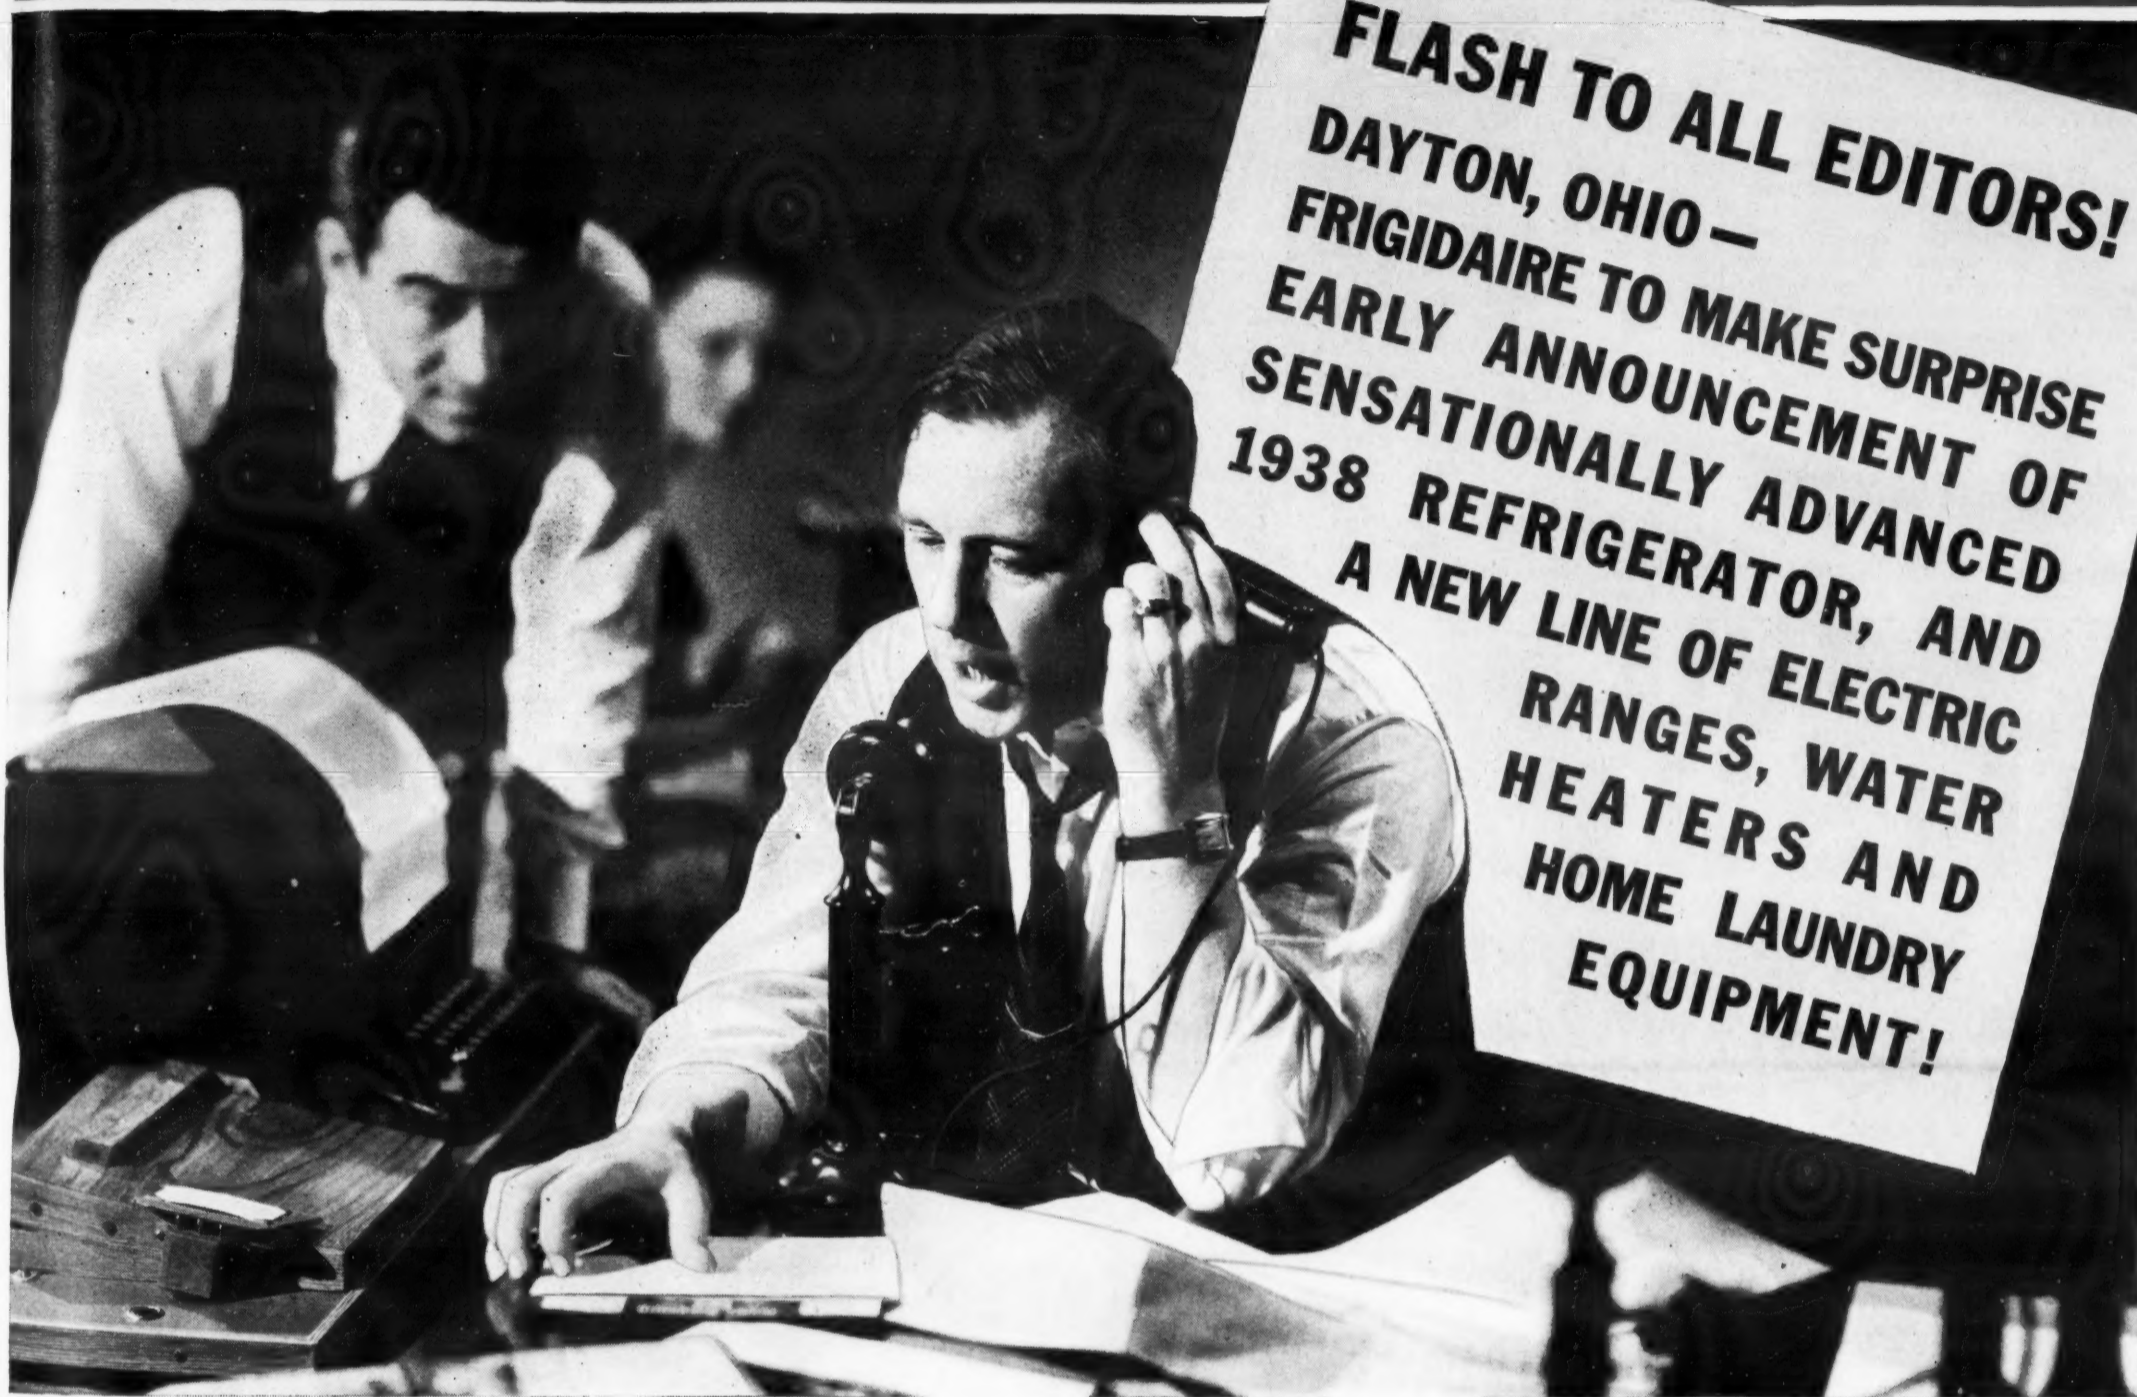 FLASH TO ALL EDITORS!
DAYTON, OHIO—
FRIGIDAIRE TO MAKE SURPRISE
EARLY ANNOUNCEMENT OF
SENSATIONALLY ADVANCED
1938 REFRIGERATOR, AND
A NEW LINE OF ELECTRIC
RANGES, WATER
HEATERS AND
HOME LAUNDRY
EQUIPMENT!